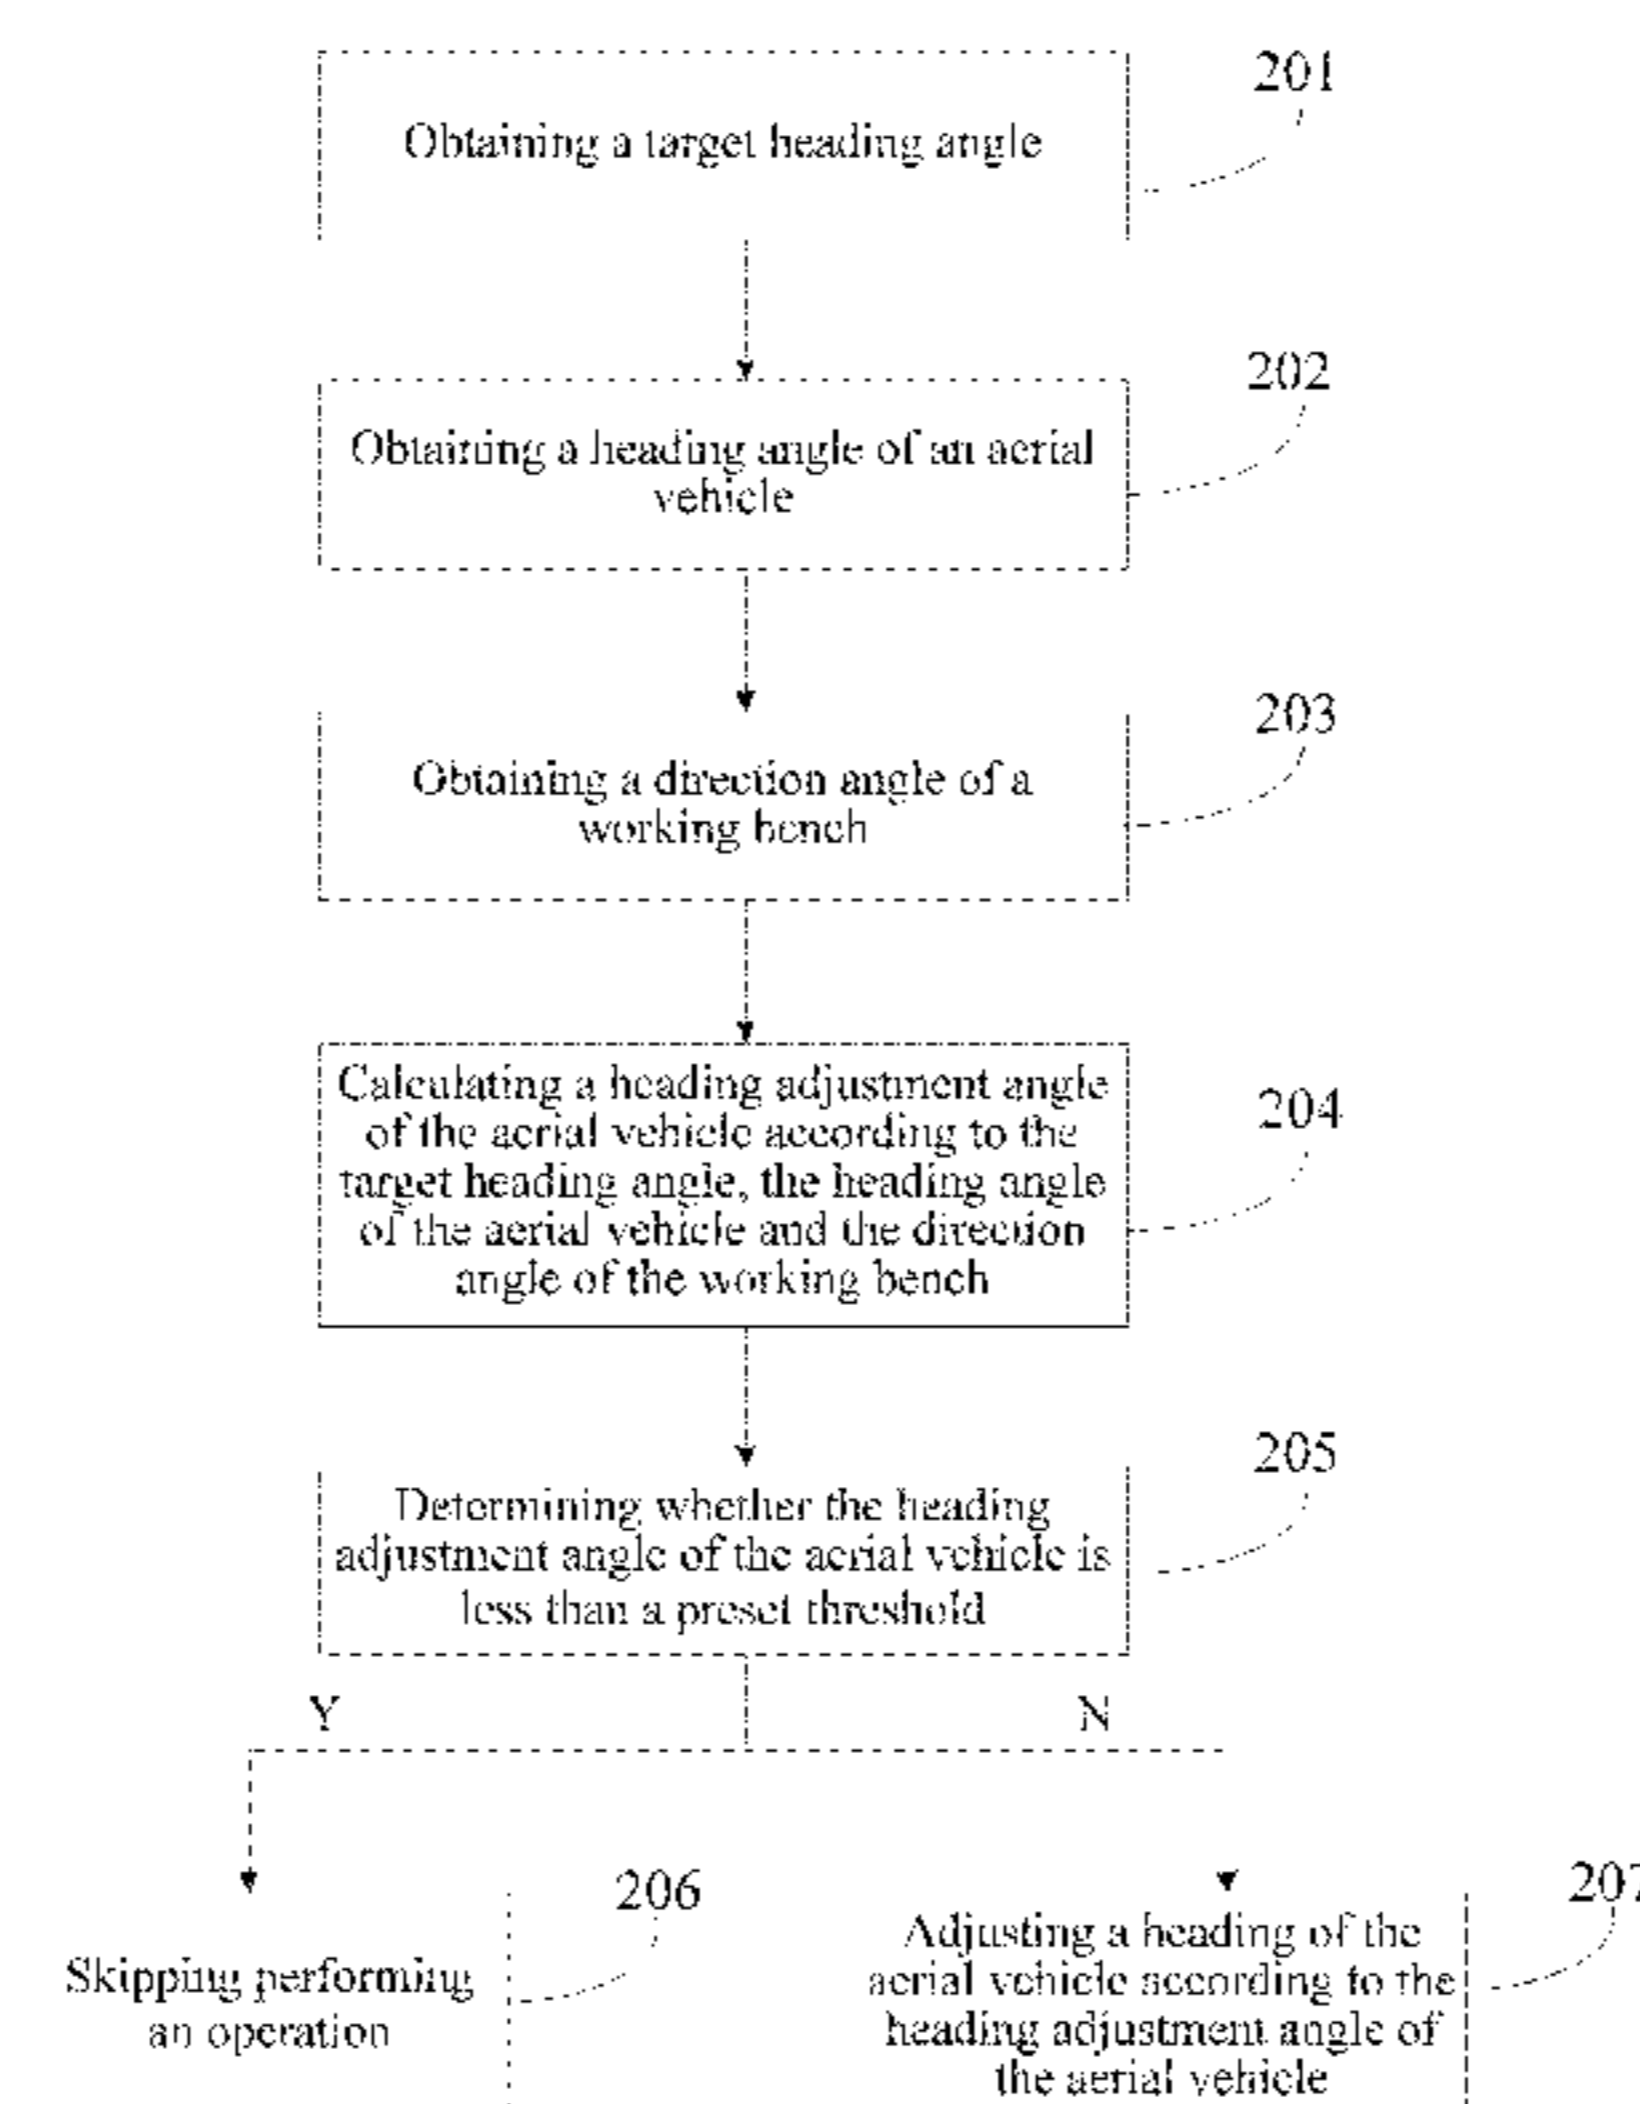 201
Obtaining a target heading angle
202
Obtaining a heading angle of an aerial
vehicle
203
Obtaining a direction angle of a
working bench
204
Calculating a heading adjustment angle
of the aerial vehicle according to the
target heading angle, the heading angle
of the aerial vehicle and the direction
angle of the working bench
205
Determining whether the heading
adjustment angle of the aerial vehicle is
less than a preset threshold
Y
N
206
Skipping performing
an operation
207
Adjusting a heading of the
aerial vehicle according to the
heading adjustment angle of
the aerial vehicle